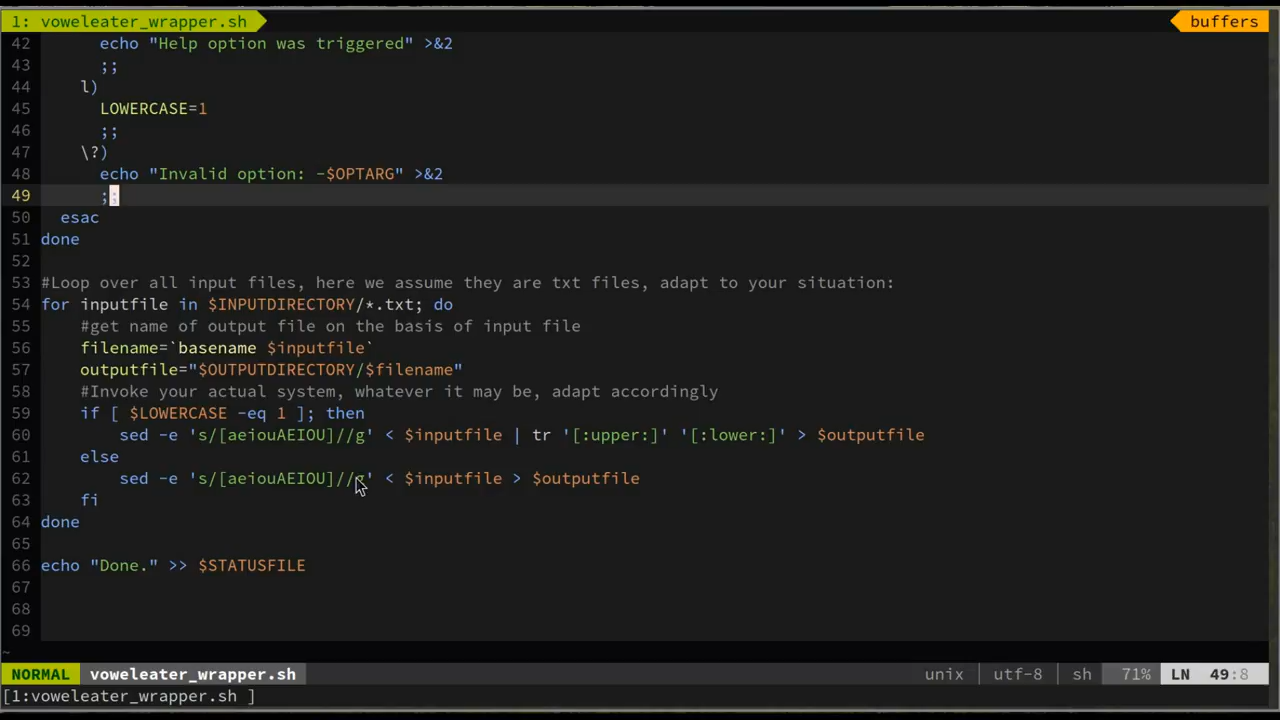 1: voweleater_wrapper.sh buffers
42 echo "Help option was triggered" >&2
43 ;;
44 l)
45 LOWERCASE=1
46 ;;
47 \?)
48 echo "Invalid option: -$OPTARG" >&2
49 ;;
50 esac
51 done
52
53 #Loop over all input files, here we assume they are txt files, adapt to your situation:
54 for inputfile in $INPUTDIRECTORY/*.txt; do
55 #get name of output file on the basis of input file
56 filename=`basename $inputfile`
57 outputfile="$OUTPUTDIRECTORY/$filename"
58 #Invoke your actual system, whatever it may be, adapt accordingly
59 if [ $LOWERCASE -eq 1 ]; then
60 sed -e 's/[aeiouAEIOU]//g' < $inputfile | tr '[:upper:]' '[:lower:]' > $outputfile
61 else
62 sed -e 's/[aeiouAEIOU]//g' < $inputfile > $outputfile
63 fi
64 done
65
66 echo "Done." >> $STATUSFILE
67
68
69
~
NORMAL voweleater_wrapper.sh unix utf-8 sh 71% LN 49:8
[1:voweleater_wrapper.sh ]